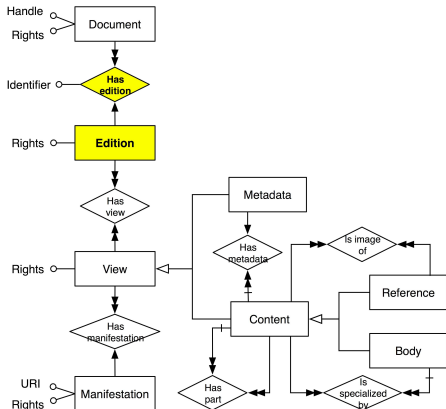 Handle
Rights
Document
Identifier
Has
edition
Rights
Edition
Has
view
Metadata
Is image
of
Has
metadata
Rights
View
Reference
Content
Has
manifestation
Body
URI
Rights
Manifestation
Has
part
Is
specialized
by